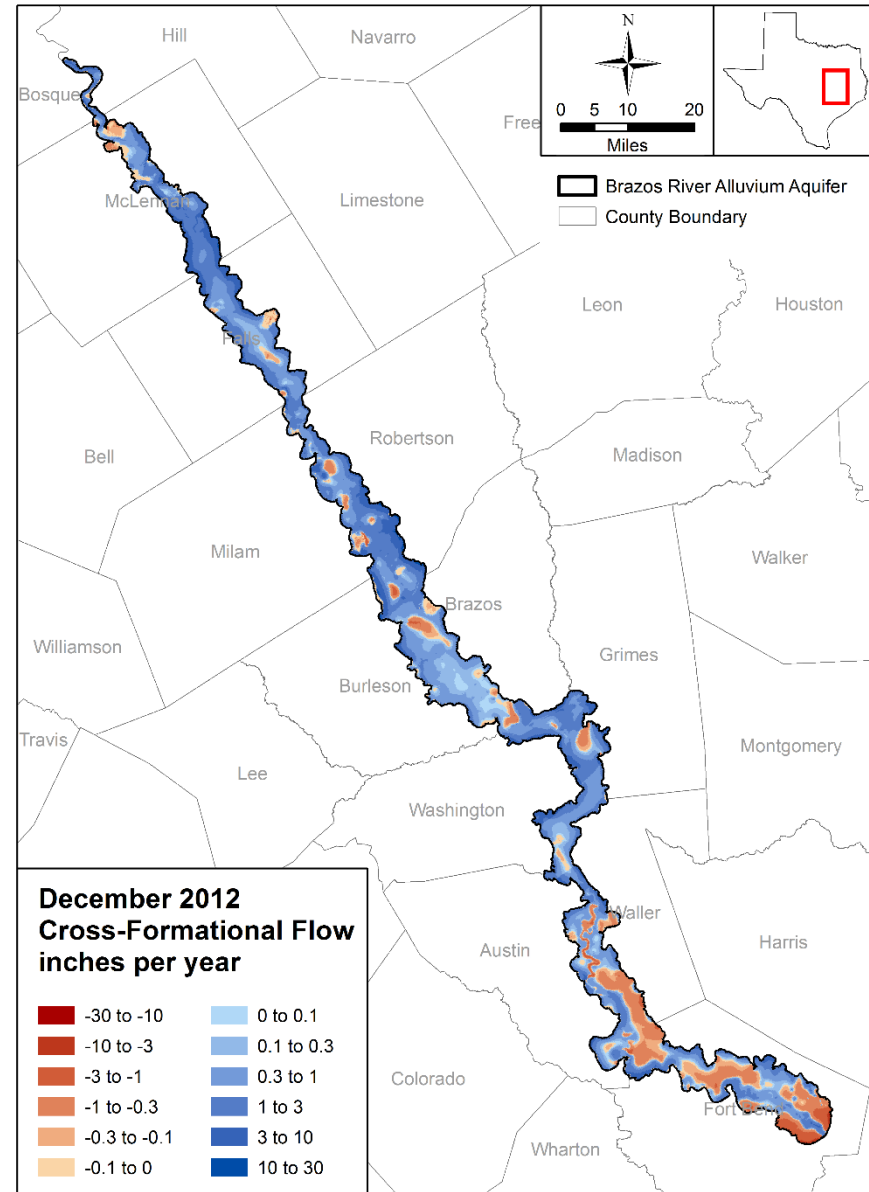 Hill
Navarro
Bosque
Free
McLennan
Limestone
N
0 5 10 20
Miles
Brazos River Alluvium Aquifer
County Boundary
Leon
Houston
Falls
Bell
Robertson
Madison
Milam
Walker
Brazos
Williamson
Grimes
Burleson
Travis
Montgomery
Lee
Washington
Waller
Harris
Austin
Colorado
Fort Bend
Wharton
December 2012
Cross-Formational Flow
inches per year
-30 to -10 0 to 0.1
-10 to -3 0.1 to 0.3
-3 to -1 0.3 to 1
-1 to -0.3 1 to 3
-0.3 to -0.1 3 to 10
-0.1 to 0 10 to 30